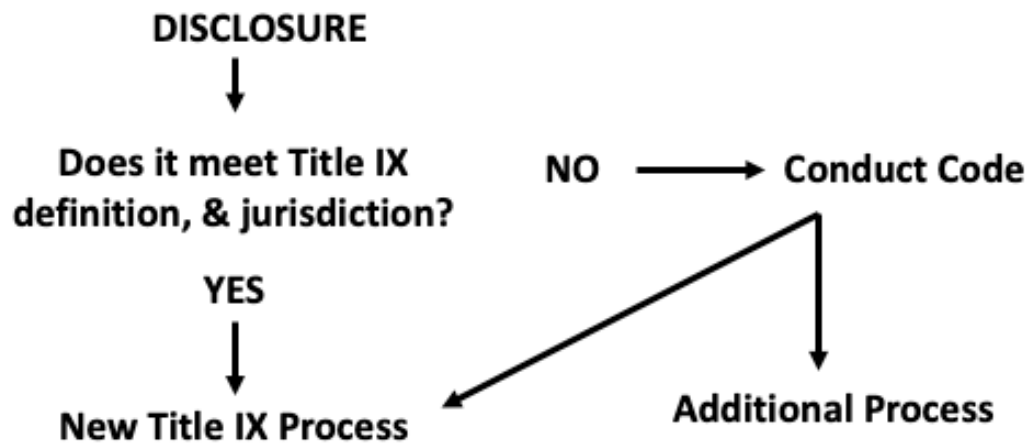 DISCLOSURE
Does it meet Title IX
definition, & jurisdiction?
NO
Conduct Code
YES
New Title IX Process
Additional Process